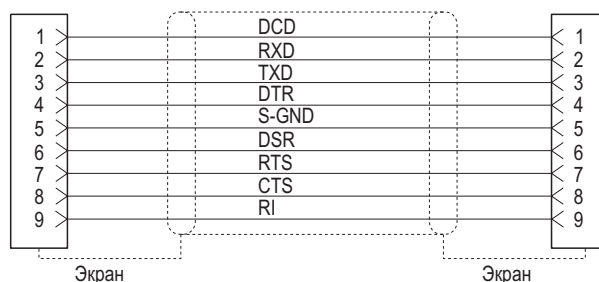 DCD
1 1
RXD
2 2
TXD
3 3
DTR
4 4
S-GND
5 5
DSR
6 6
RTS
7 7
CTS
8 8
RI
9 9
Экран Экран